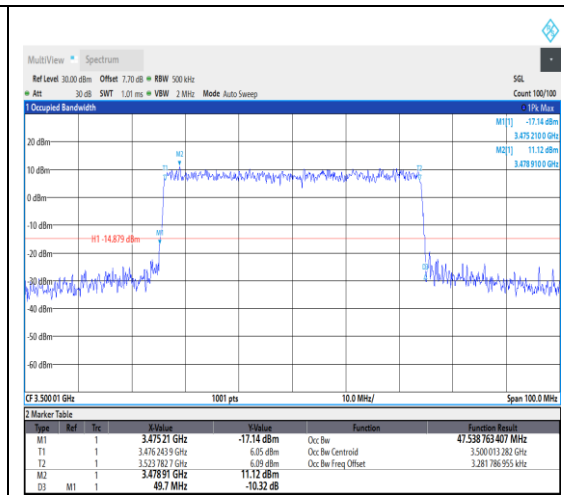 MultiView Spectrum
Ref Level 30.00 dBm Offset 7.70 dB RBW 500 kHz SGL
Att 30 dB SWT 1.01 ms VBW 2 MHz Mode Auto Sweep Count 100/100
1 Occupied Bandwidth 1Pk Max
M1[1] -17.14 dBm
3.475 210 0 GHz
M2[1] 11.12 dBm
3.478 910 0 GHz
20 dBm
M2
T1 T2
10 dBm
0 dBm
-10 dBm
H1 -14.879 dBm M1
-20 dBm
D3
-30 dBm
-40 dBm
-50 dBm
-60 dBm
CF 3.500 01 GHz 1001 pts 10.0 MHz/ Span 100.0 MHz
2 Marker Table
Type Ref Trc X-Value Y-Value Function Function Result
M1 1 3.475 21 GHz -17.14 dBm Occ Bw 47.538 763 407 MHz
T1 1 3.476 243 9 GHz 6.05 dBm Occ Bw Centroid 3.500 013 282 GHz
T2 1 3.523 782 7 GHz 6.09 dBm Occ Bw Freq Offset 3.281 786 955 kHz
M2 1 3.478 91 GHz 11.12 dBm
D3 M1 1 49.7 MHz -10.32 dB